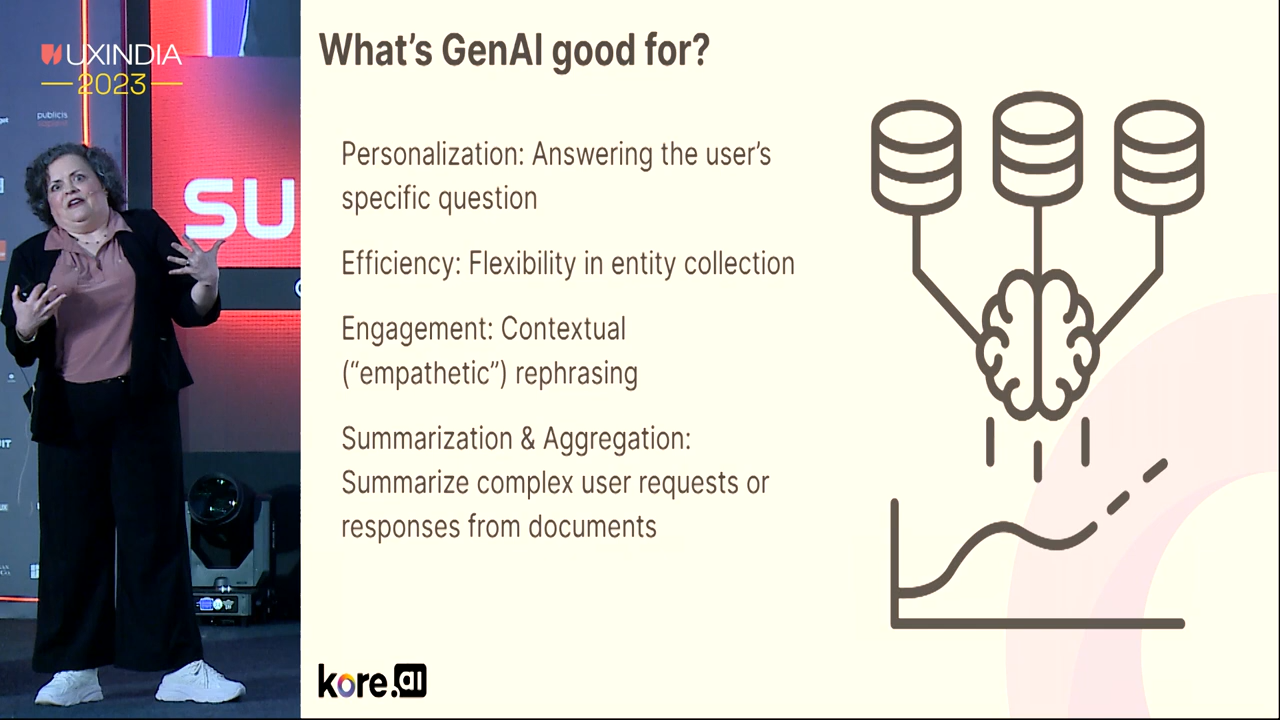 UXINDIA
2023
publicis
sapient
SU
What's GenAI good for?
Personalization: Answering the user's
specific question
Efficiency: Flexibility in entity collection
Engagement: Contextual
("empathetic") rephrasing
Summarization & Aggregation:
Summarize complex user requests or
responses from documents
kore.ai